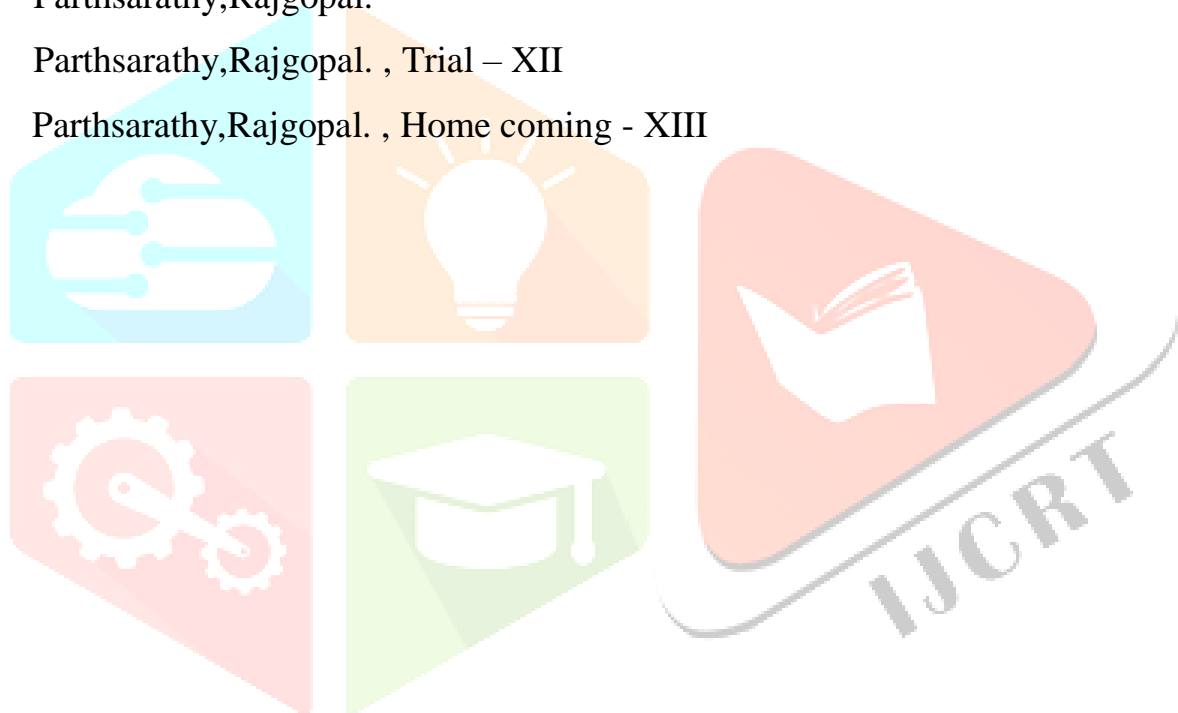 Parthsarathy,Rajgopal.
Parthsarathy,Rajgopal. , Trial – XII
Parthsarathy,Rajgopal. , Home coming - XIII
IJCRT